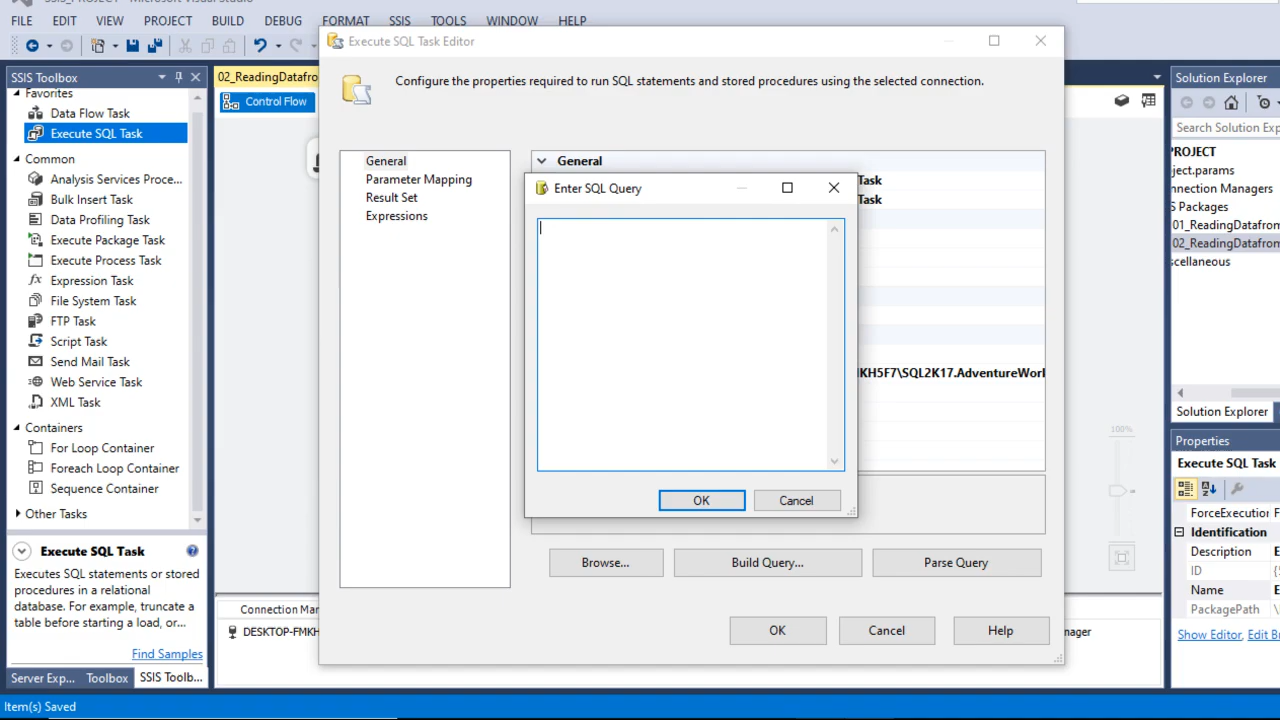 FILE EDIT VIEW PROJECT BUILD DEBUG FORMAT SSIS TOOLS WINDOW HELP
SSIS Toolbox
Favorites
Data Flow Task
Execute SQL Task
Common
Analysis Services Proce...
Bulk Insert Task
Data Profiling Task
Execute Package Task
Execute Process Task
Expression Task
File System Task
FTP Task
Script Task
Send Mail Task
Web Service Task
XML Task
Containers
For Loop Container
Foreach Loop Container
Sequence Container
Other Tasks
Execute SQL Task
Executes SQL statements or stored
procedures in a relational
database. For example, truncate a
table before starting a load, or...
Find Samples
Server Exp... Toolbox SSIS Toolb...
Item(s) Saved
02_ReadingDatafro
Control Flow
Connection Ma
DESKTOP-FMKH
Execute SQL Task Editor
Configure the properties required to run SQL statements and stored procedures using the selected connection.
General
Parameter Mapping
Result Set
Expressions
General
Task
Task
KH5F7\SQL2K17.AdventureWork
Enter SQL Query
OK Cancel
Browse... Build Query... Parse Query
OK Cancel Help
100%
nager
Solution Explorer
Search Solution Exp
PROJECT
ject.params
nnection Managers
S Packages
01_ReadingDatafrom
02_ReadingDatafrom
scellaneous
Solution Explorer
Properties
Execute SQL Task
ForceExecution F
Identification
Description E
ID {5
Name E
PackagePath \
Show Editor, Edit Br